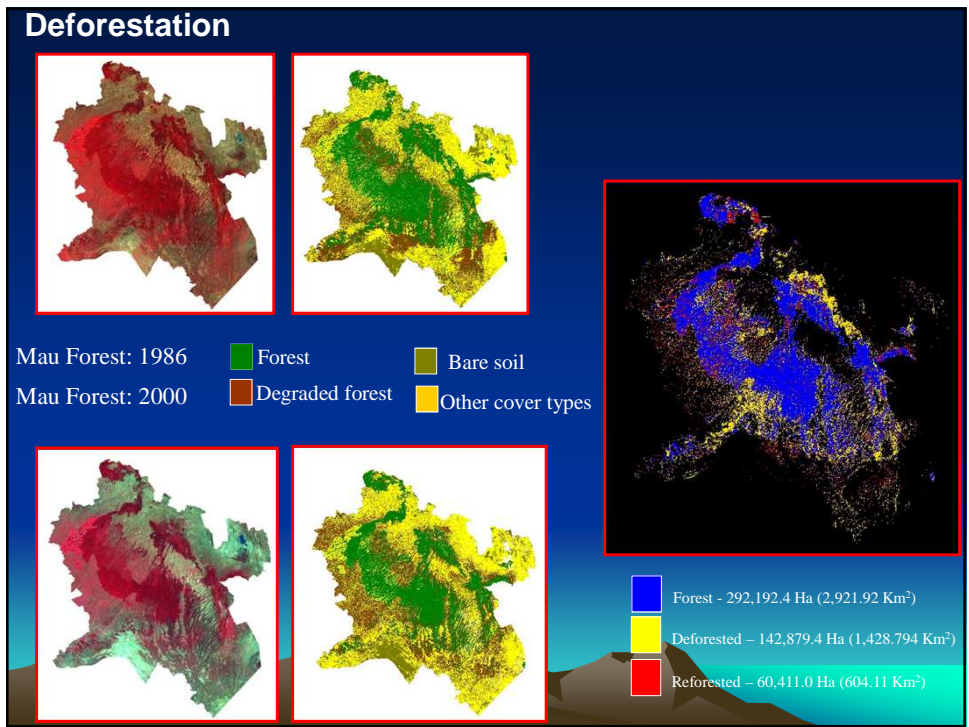 Deforestation
Mau Forest: 1986
Mau Forest: 2000
Forest
Degraded forest
Bare soil
Other cover types
Forest - 292,192.4 Ha (2,921.92 Km²)
Deforested – 142,879.4 Ha (1,428.794 Km²)
Reforested – 60,411.0 Ha (604.11 Km²)